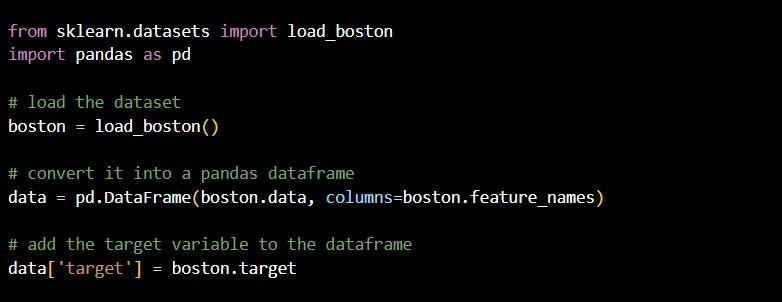 from sklearn.datasets import load_boston
import pandas as pd
# load the dataset
boston = load_boston()
# convert it into a pandas dataframe
data = pd.DataFrame(boston.data, columns=boston.feature_names)
# add the target variable to the dataframe
data['target'] = boston.target